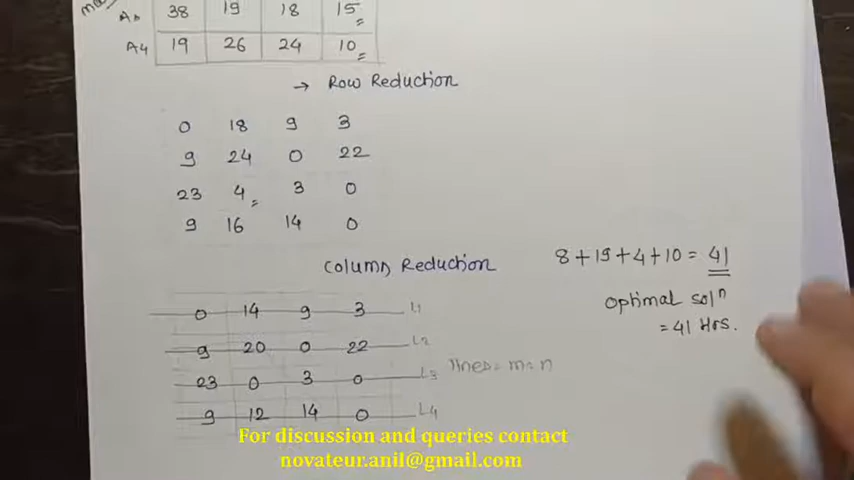 A3 38 19 18 15
A4 19 26 24 10
→ Row Reduction
0 18 9 3
9 24 0 22
23 4 3 0
9 16 14 0
Column Reduction
8+19+4+10 = 41
optimal solⁿ
= 41 Hrs.
0 14 9 3 L1
9 20 0 22 L2
23 0 3 0 L3
lines = m = n
9 12 14 0 L4
For discussion and queries contact
novateur.anil@gmail.com